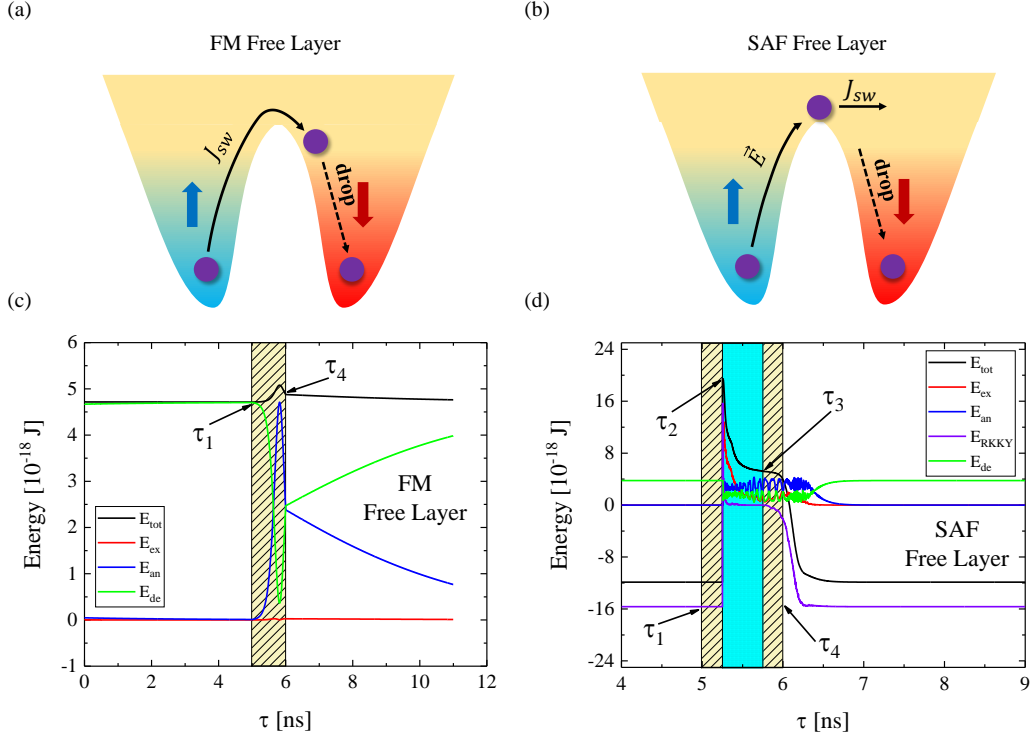 (a)
FM Free Layer
J_sw
drop
(b)
SAF Free Layer
E⃗
J_sw
drop
(c)
Energy [10^-18 J]
6
5
4
3
2
1
0
-1
τ_1
τ_4
FM
Free Layer
E_tot
E_ex
E_an
E_de
0
2
4
6
8
10
12
τ [ns]
(d)
Energy [10^-18 J]
24
16
8
0
-8
-16
-24
τ_2
τ_3
τ_1
τ_4
E_tot
E_ex
E_an
E_RKKY
E_de
SAF
Free Layer
4
5
6
7
8
9
τ [ns]